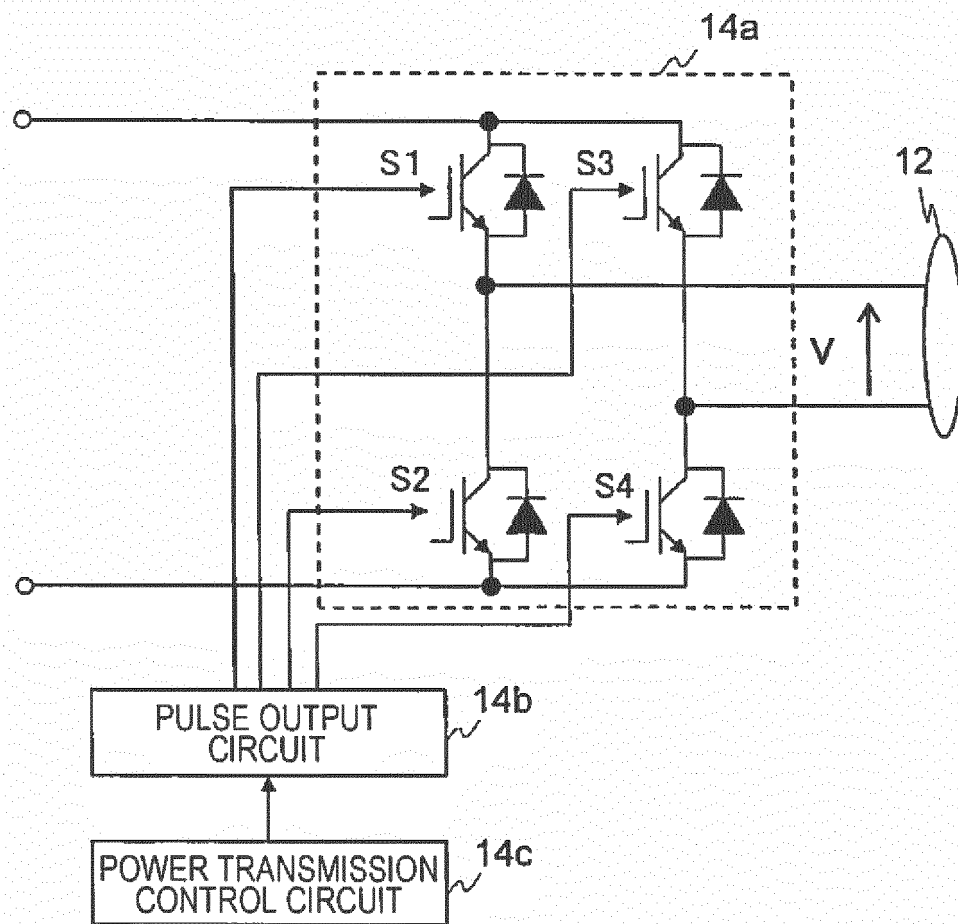 14a
S1
S3
12
V
S2
S4
PULSE OUTPUT
CIRCUIT
14b
POWER TRANSMISSION
CONTROL CIRCUIT
14c